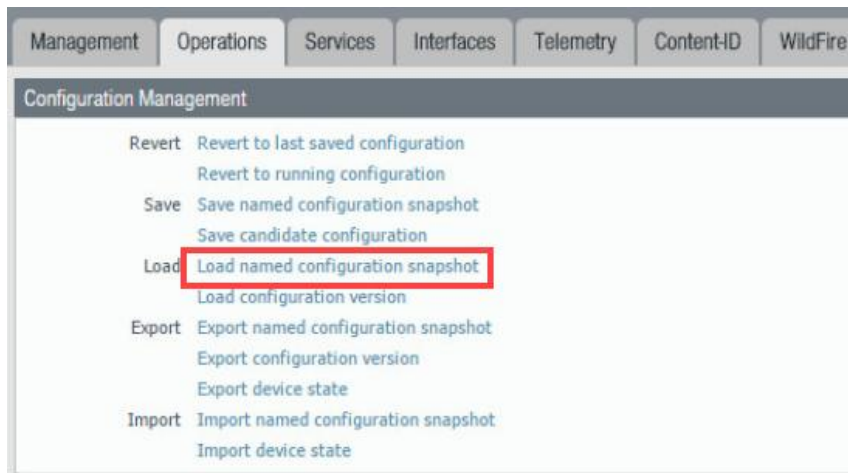 Management Operations Services Interfaces Telemetry Content-ID WildFire
Configuration Management
Revert Revert to last saved configuration
Revert to running configuration
Save Save named configuration snapshot
Save candidate configuration
Load Load named configuration snapshot
Load configuration version
Export Export named configuration snapshot
Export configuration version
Export device state
Import Import named configuration snapshot
Import device state